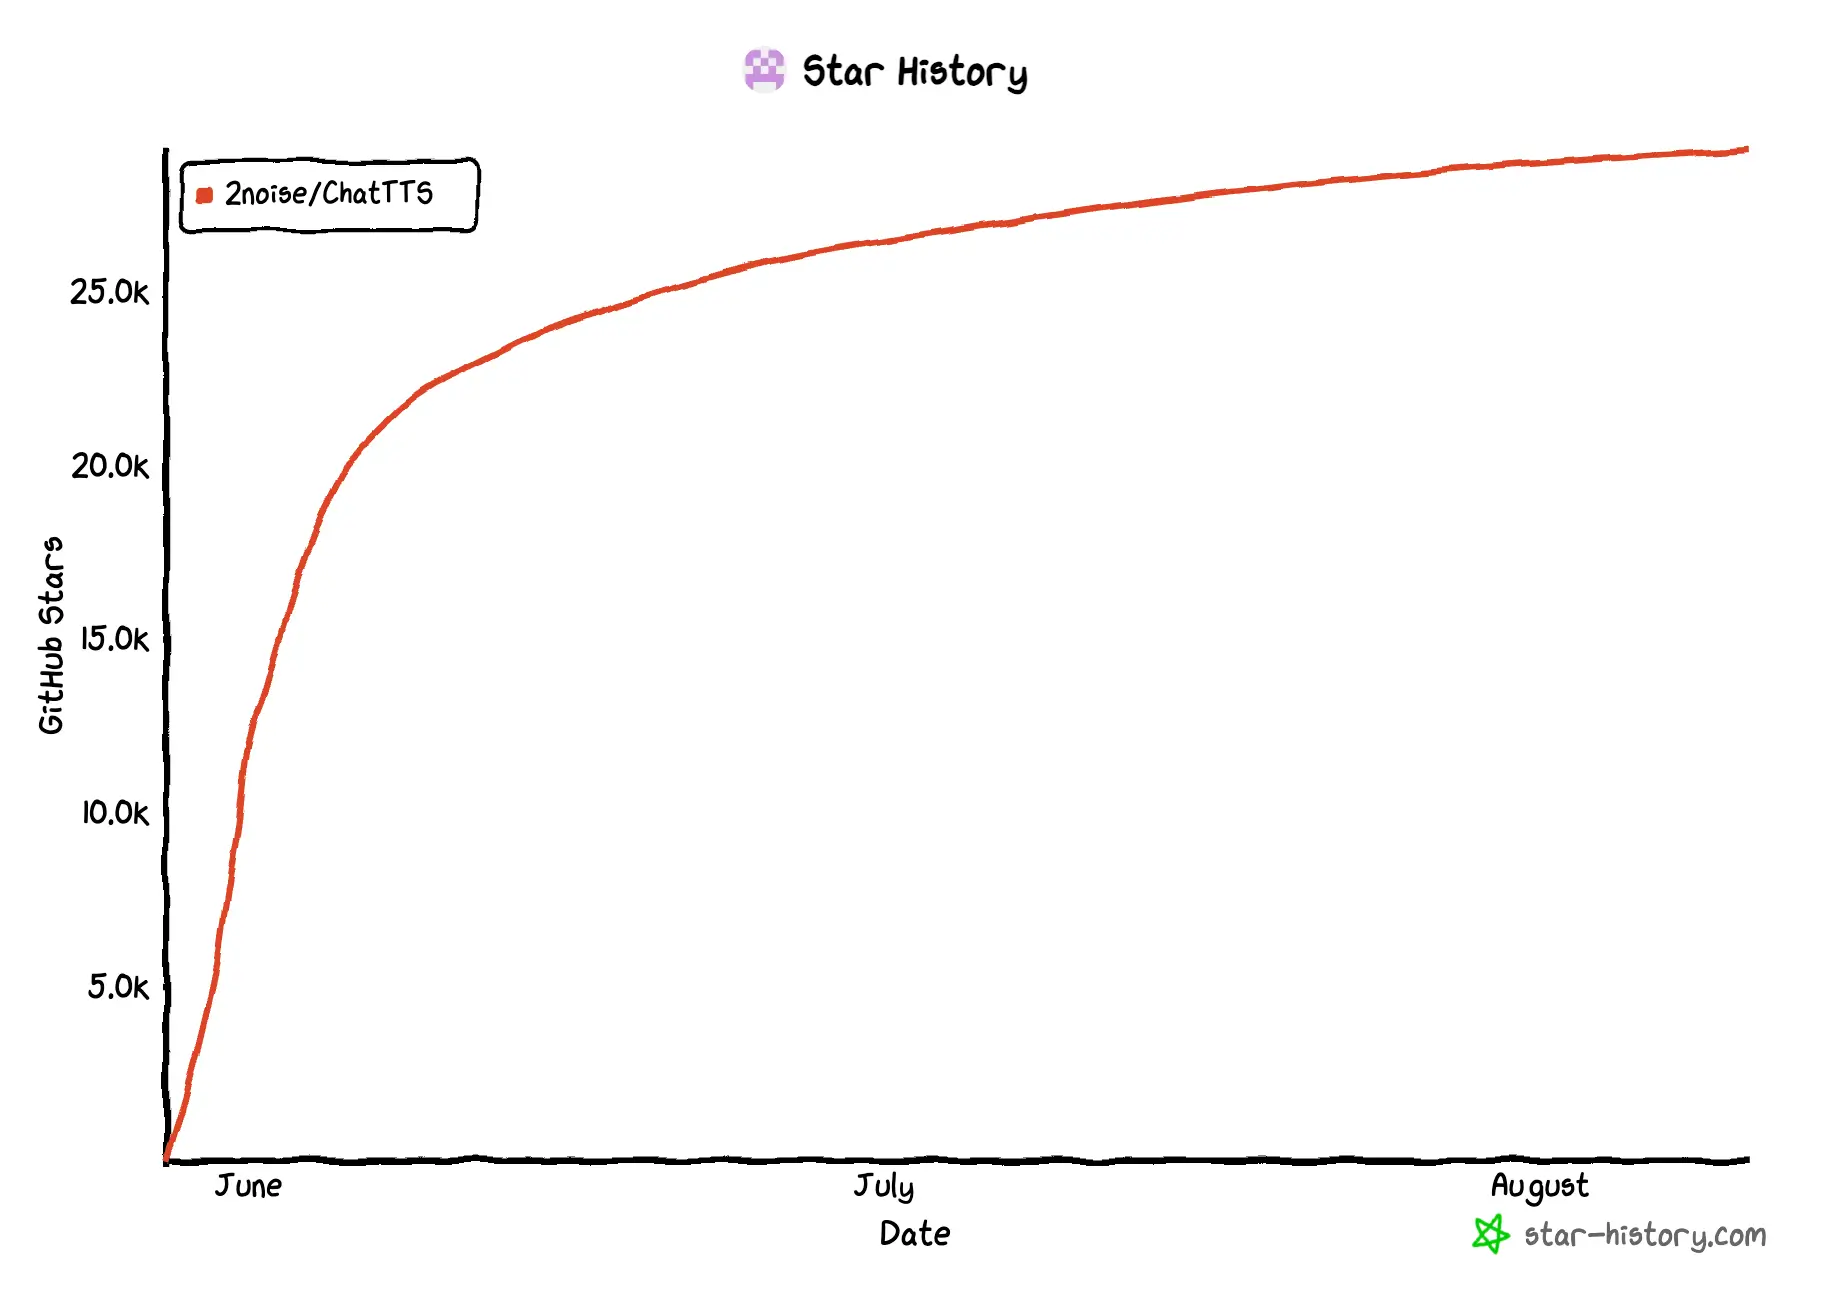 Star History
2noise/ChatTTS
25.0k
20.0k
15.0k
10.0k
5.0k
GitHub Stars
June
July
August
Date
star-history.com